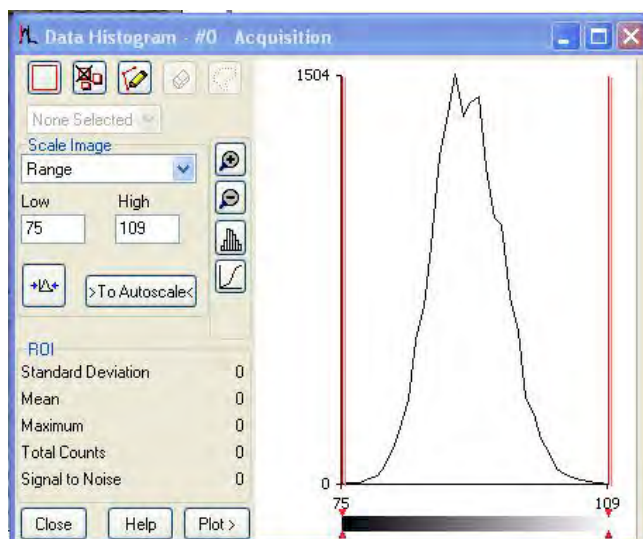 Data Histogram - #0 Acquisition
None Selected
Scale Image
Range
Low High
75 109
>To Autoscale<
ROI
Standard Deviation 0
Mean 0
Maximum 0
Total Counts 0
Signal to Noise 0
Close Help Plot >
1504
0
75 109